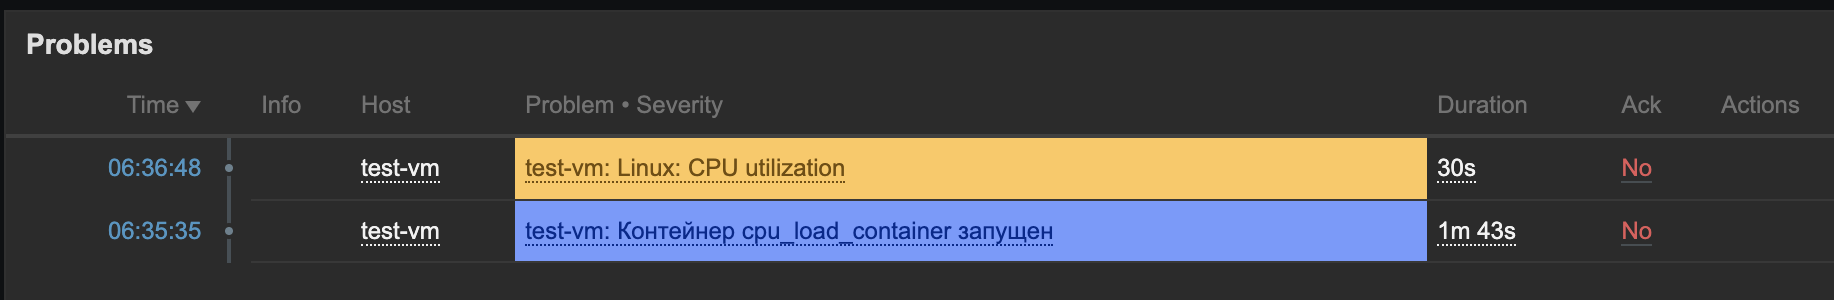 Problems
Time▼ Info Host Problem • Severity Duration Ack Actions
06:36:48 test-vm test-vm: Linux: CPU utilization 30s No
06:35:35 test-vm test-vm: Контейнер cpu_load_container запущен 1m 43s No